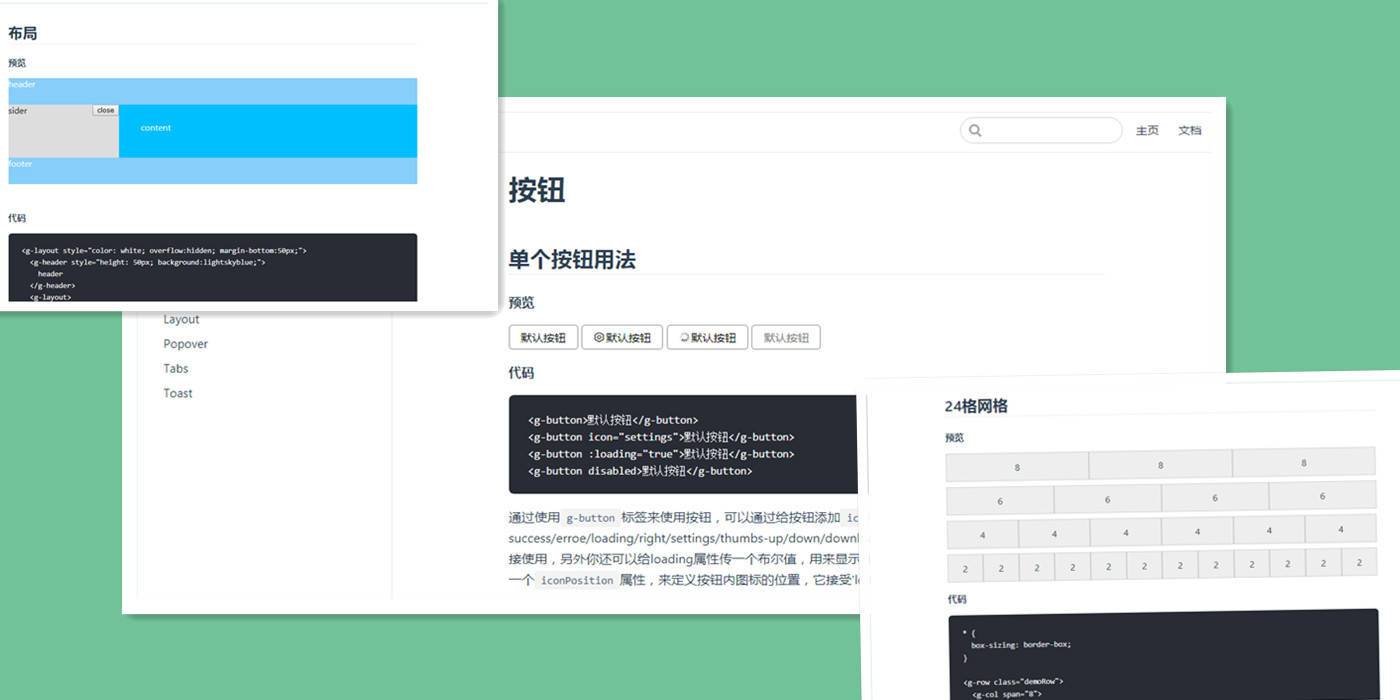 布局
预览
header
sider
close
content
footer
代码
<g-layout style="color: white; overflow:hidden; margin-bottom:50px;">
<g-header style="height: 50px; background:lightskyblue;">
header
</g-header>
<g-layout>
主页
文档
Layout
Popover
Tabs
Toast
按钮
单个按钮用法
预览
默认按钮
默认按钮
默认按钮
默认按钮
代码
<g-button>默认按钮</g-button>
<g-button icon="settings">默认按钮</g-button>
<g-button :loading="true">默认按钮</g-button>
<g-button disabled>默认按钮</g-button>
通过使用 g-button 标签来使用按钮，可以通过给按钮添加 ic
success/erroe/loading/right/settings/thumbs-up/down/downl
接使用，另外你还可以给loading属性传一个布尔值，用来显示
一个 iconPosition 属性，来定义按钮内图标的位置，它接受'l
24格网格
预览
8 8 8
6 6 6 6
4 4 4 4 4 4
2 2 2 2 2 2 2 2 2 2 2 2
代码
* {
box-sizing: border-box;
}
<g-row class="demoRow">
<g-col span="8">